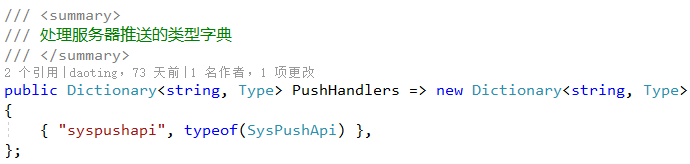 /// <summary>
/// 处理服务器推送的类型字典
/// </summary>
2 个引用|daoting，73 天前|1 名作者，1 项更改
public Dictionary<string, Type> PushHandlers => new Dictionary<string, Type>
{
    { "syspushapi", typeof(SysPushApi) },
};